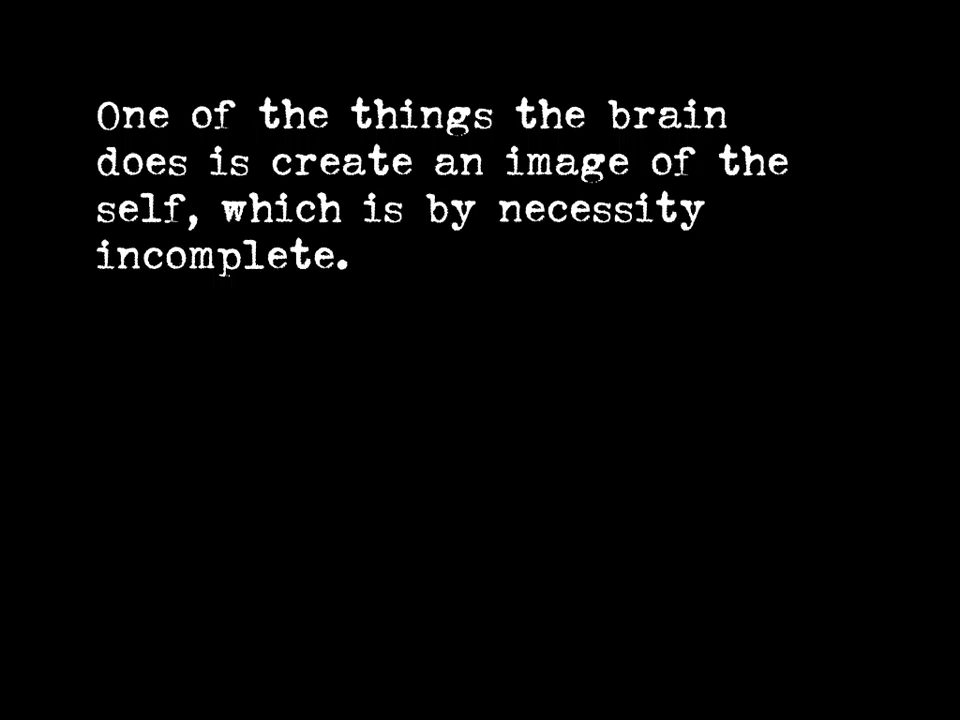 One of the things the brain
does is create an image of the
self, which is by necessity
incomplete.